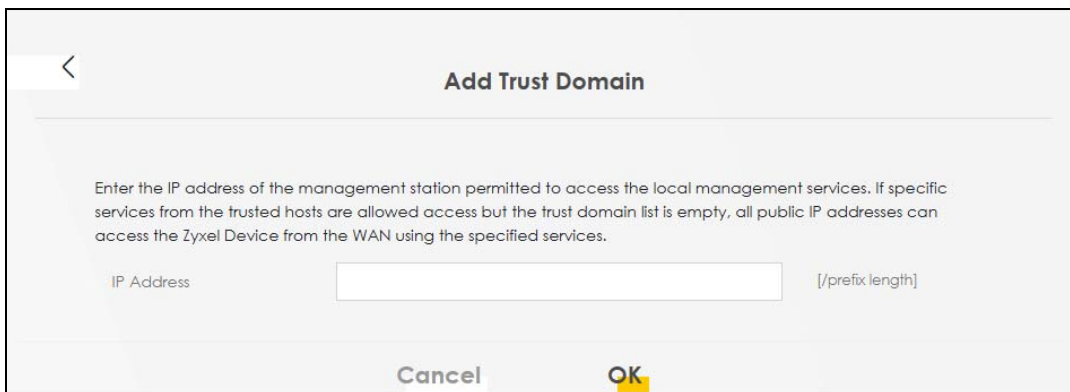 Add Trust Domain
Enter the IP address of the management station permitted to access the local management services. If specific
services from the trusted hosts are allowed access but the trust domain list is empty, all public IP addresses can
access the Zyxel Device from the WAN using the specified services.
IP Address [/prefix length]
Cancel OK